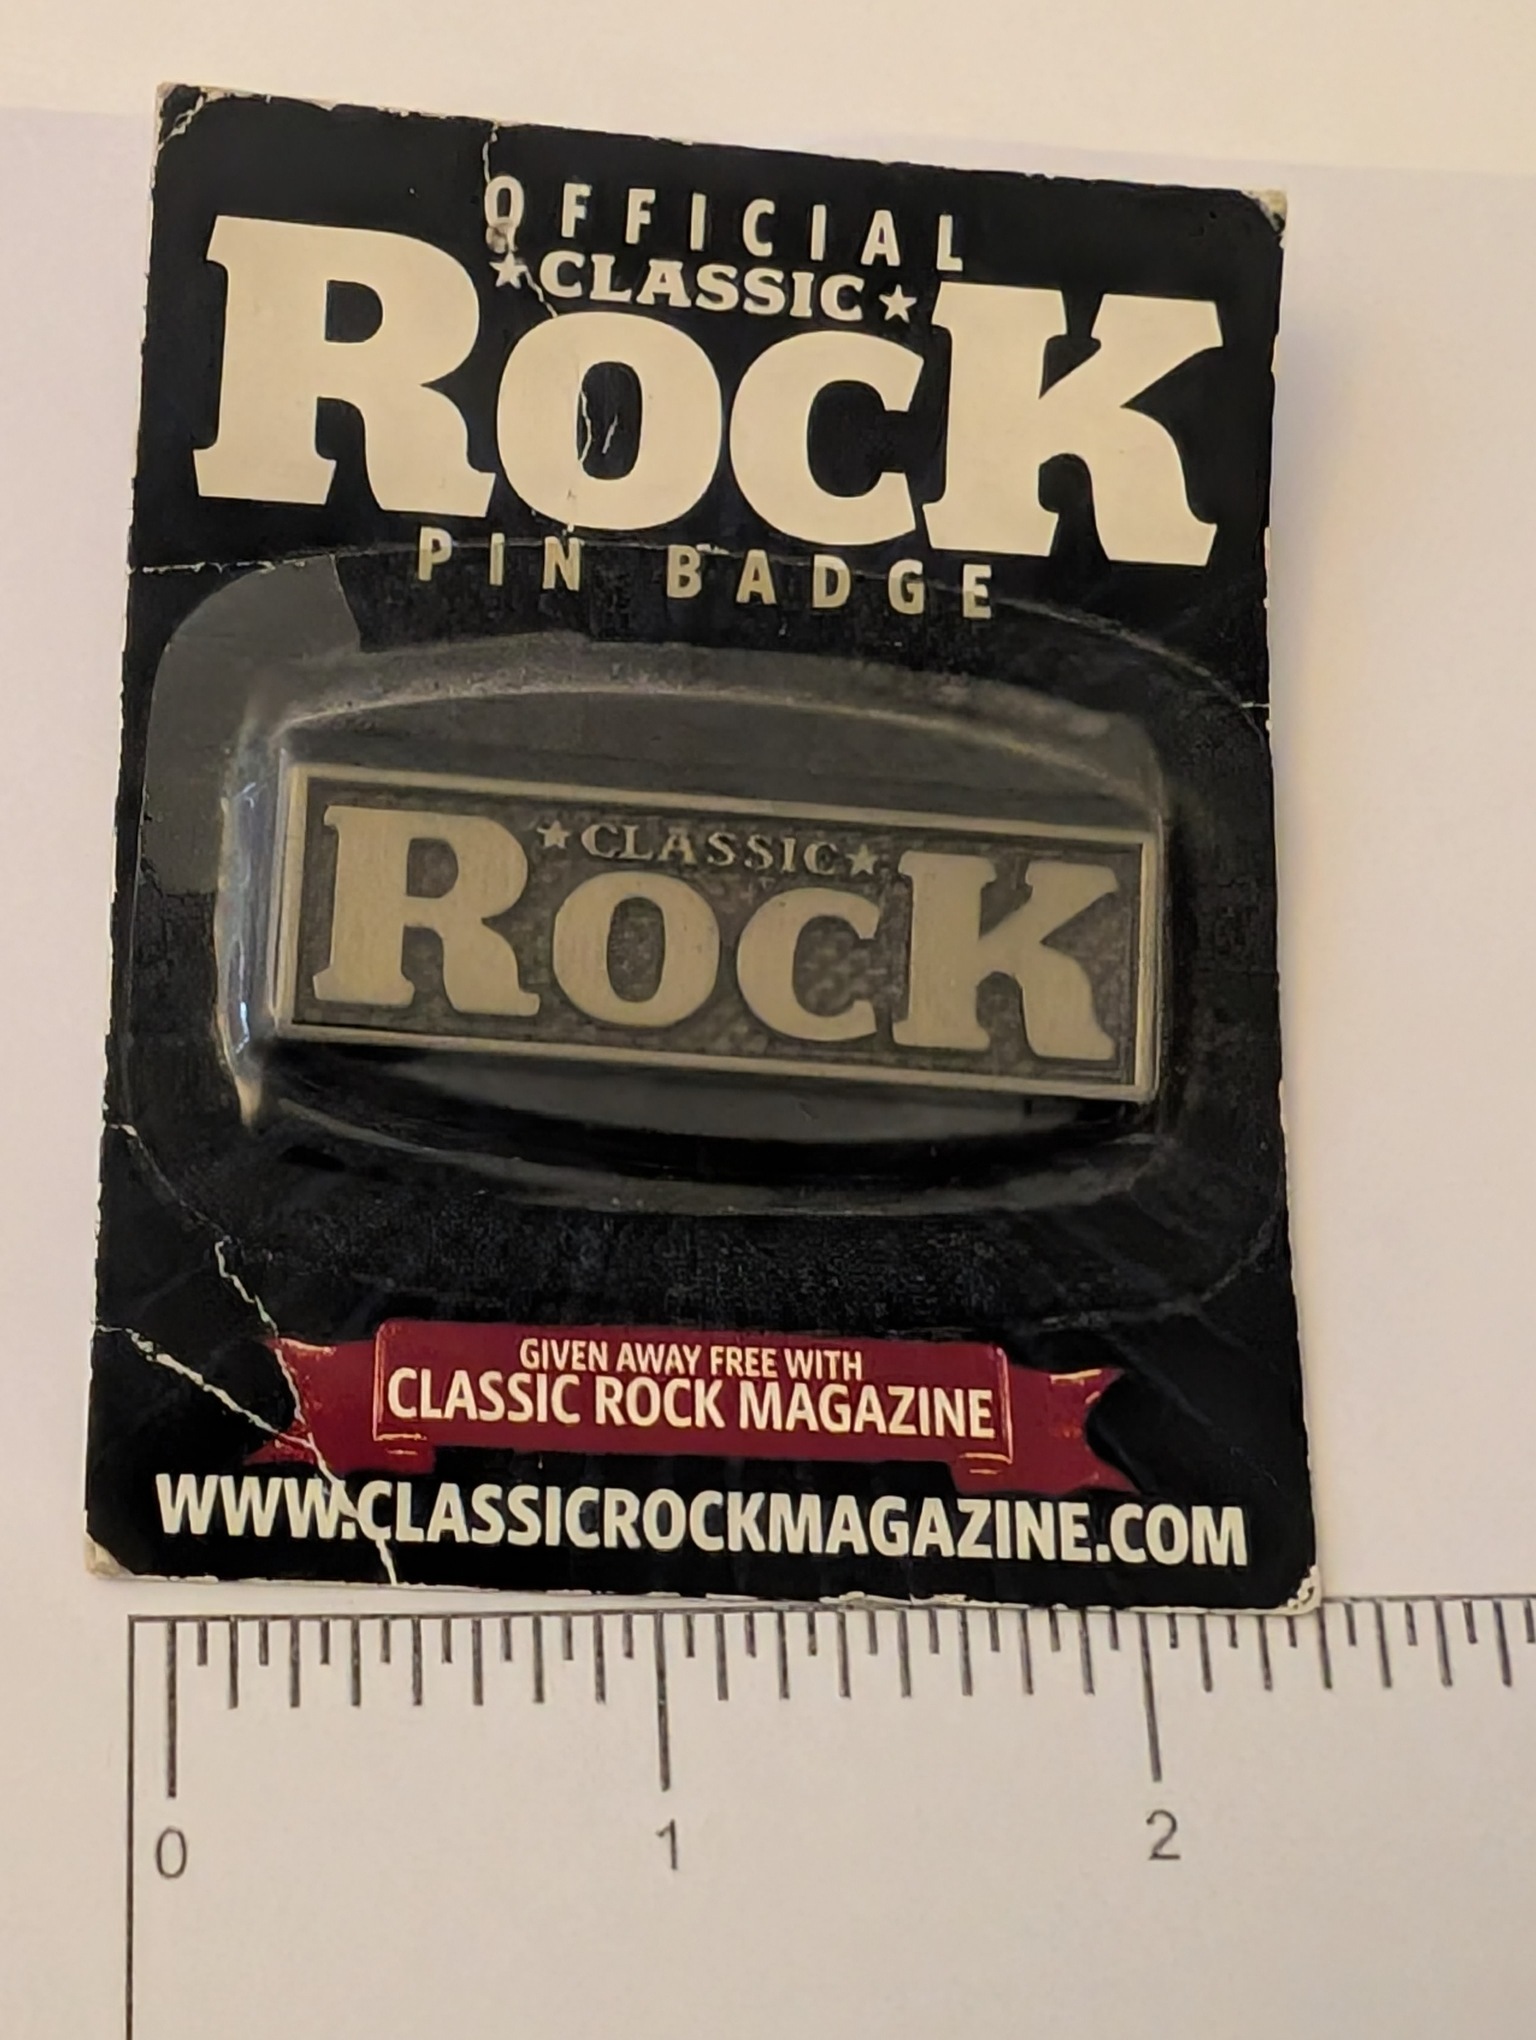 OFFICIAL
★CLASSIC★
ROCK
PIN BADGE
★CLASSIC★
ROCK
GIVEN AWAY FREE WITH
CLASSIC ROCK MAGAZINE
WWW.CLASSICROCKMAGAZINE.COM
0 1 2